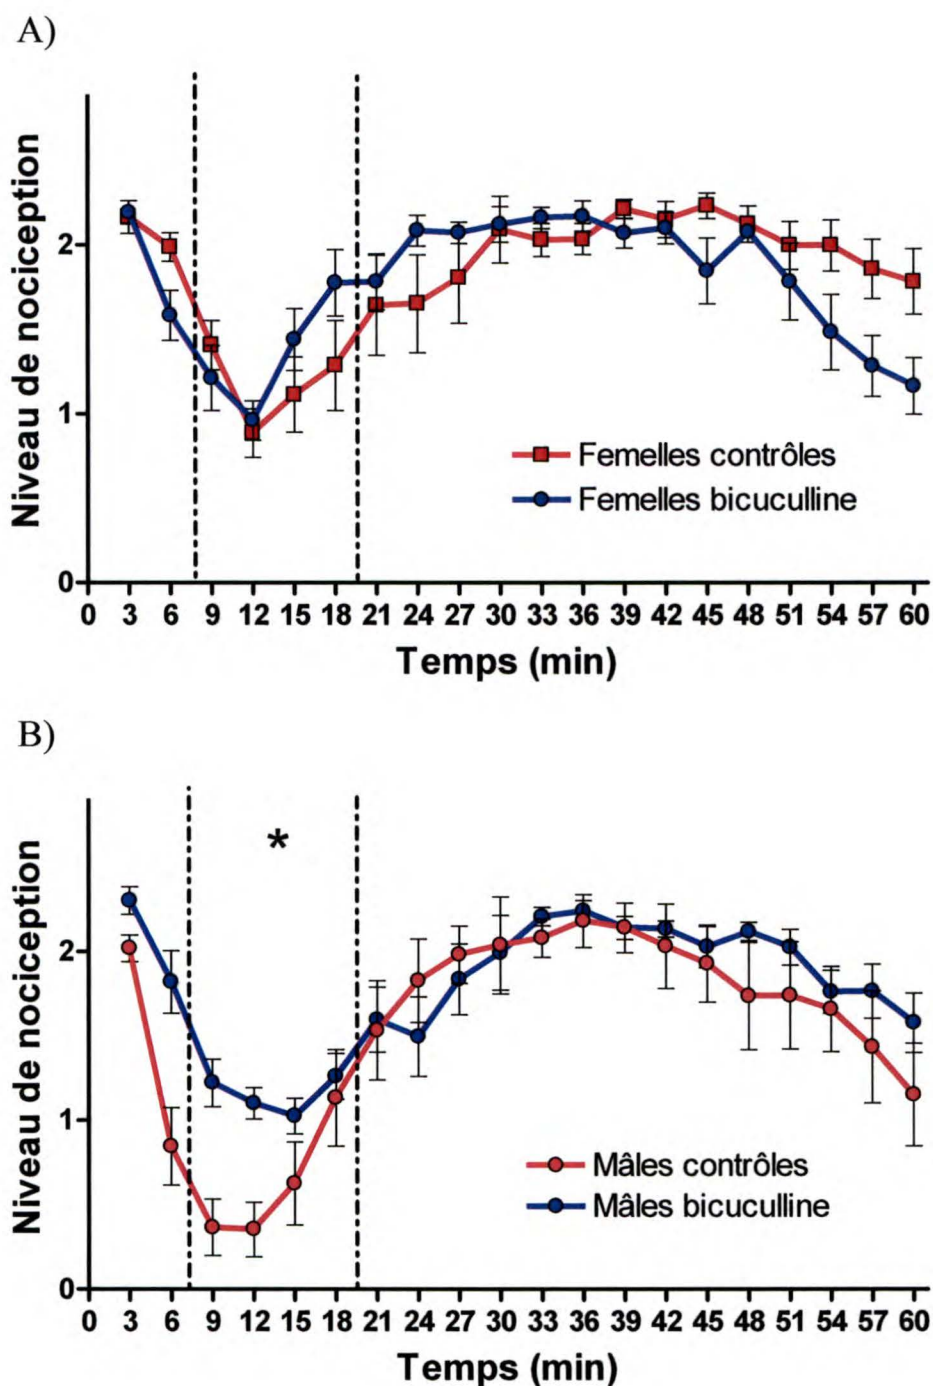 A)
Niveau de nociception
2
1
0
0 3 6 9 12 15 18 21 24 27 30 33 36 39 42 45 48 51 54 57 60
Temps (min)
Femelles contrôles
Femelles bicuculline
B)
Niveau de nociception
*
2
1
0
0 3 6 9 12 15 18 21 24 27 30 33 36 39 42 45 48 51 54 57 60
Temps (min)
Mâles contrôles
Mâles bicuculline